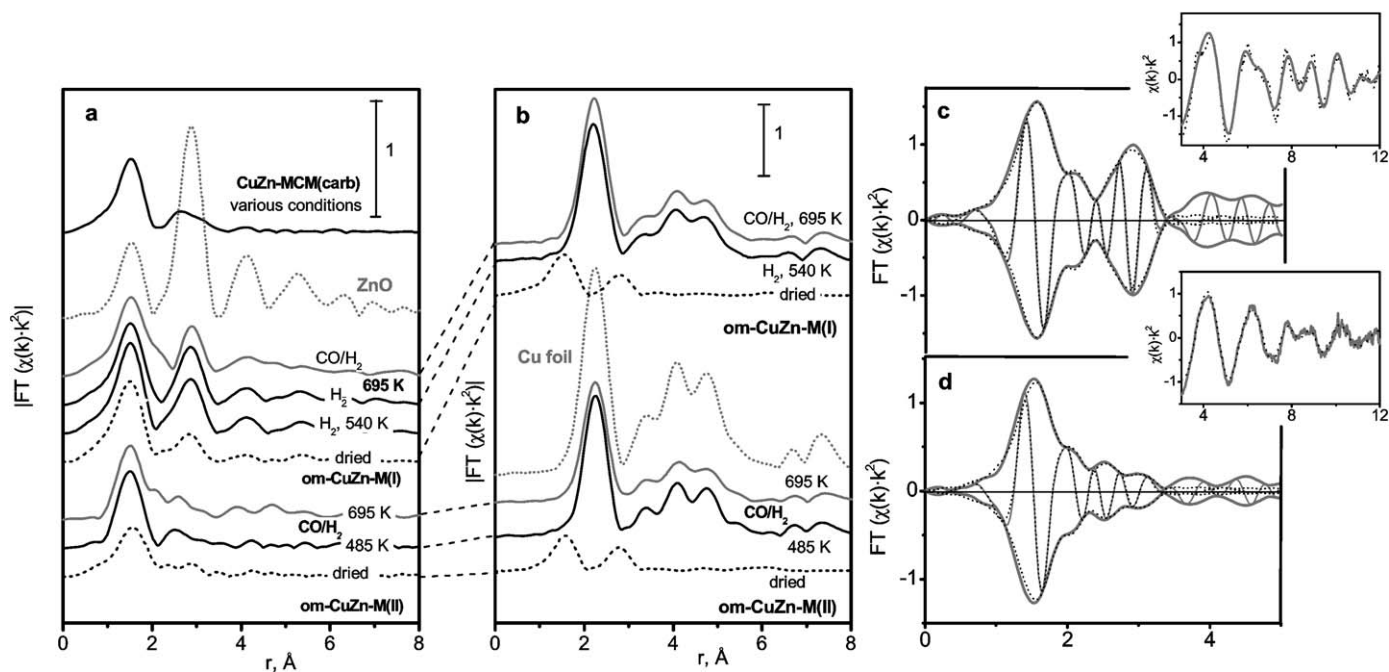 a
1
CuZn-MCM(carb)
various conditions
ZnO
CO/H₂
695 K
H₂
H₂, 540 K
dried
om-CuZn-M(I)
695 K
CO/H₂
485 K
dried
om-CuZn-M(II)
|FT (χ(k)·k²)|
0 2 4 6 8
r, Å
b
1
CO/H₂, 695 K
H₂, 540 K
dried
om-CuZn-M(I)
Cu foil
695 K
CO/H₂
485 K
dried
om-CuZn-M(II)
|FT (χ(k)·k²)|
0 2 4 6 8
r, Å
c
FT (χ(k)·k²)
1
0
-1
χ(k)·k²
1
0
-1
4 8 12
d
FT (χ(k)·k²)
1
0
-1
0 2 4
χ(k)·k²
1
0
-1
4 8 12